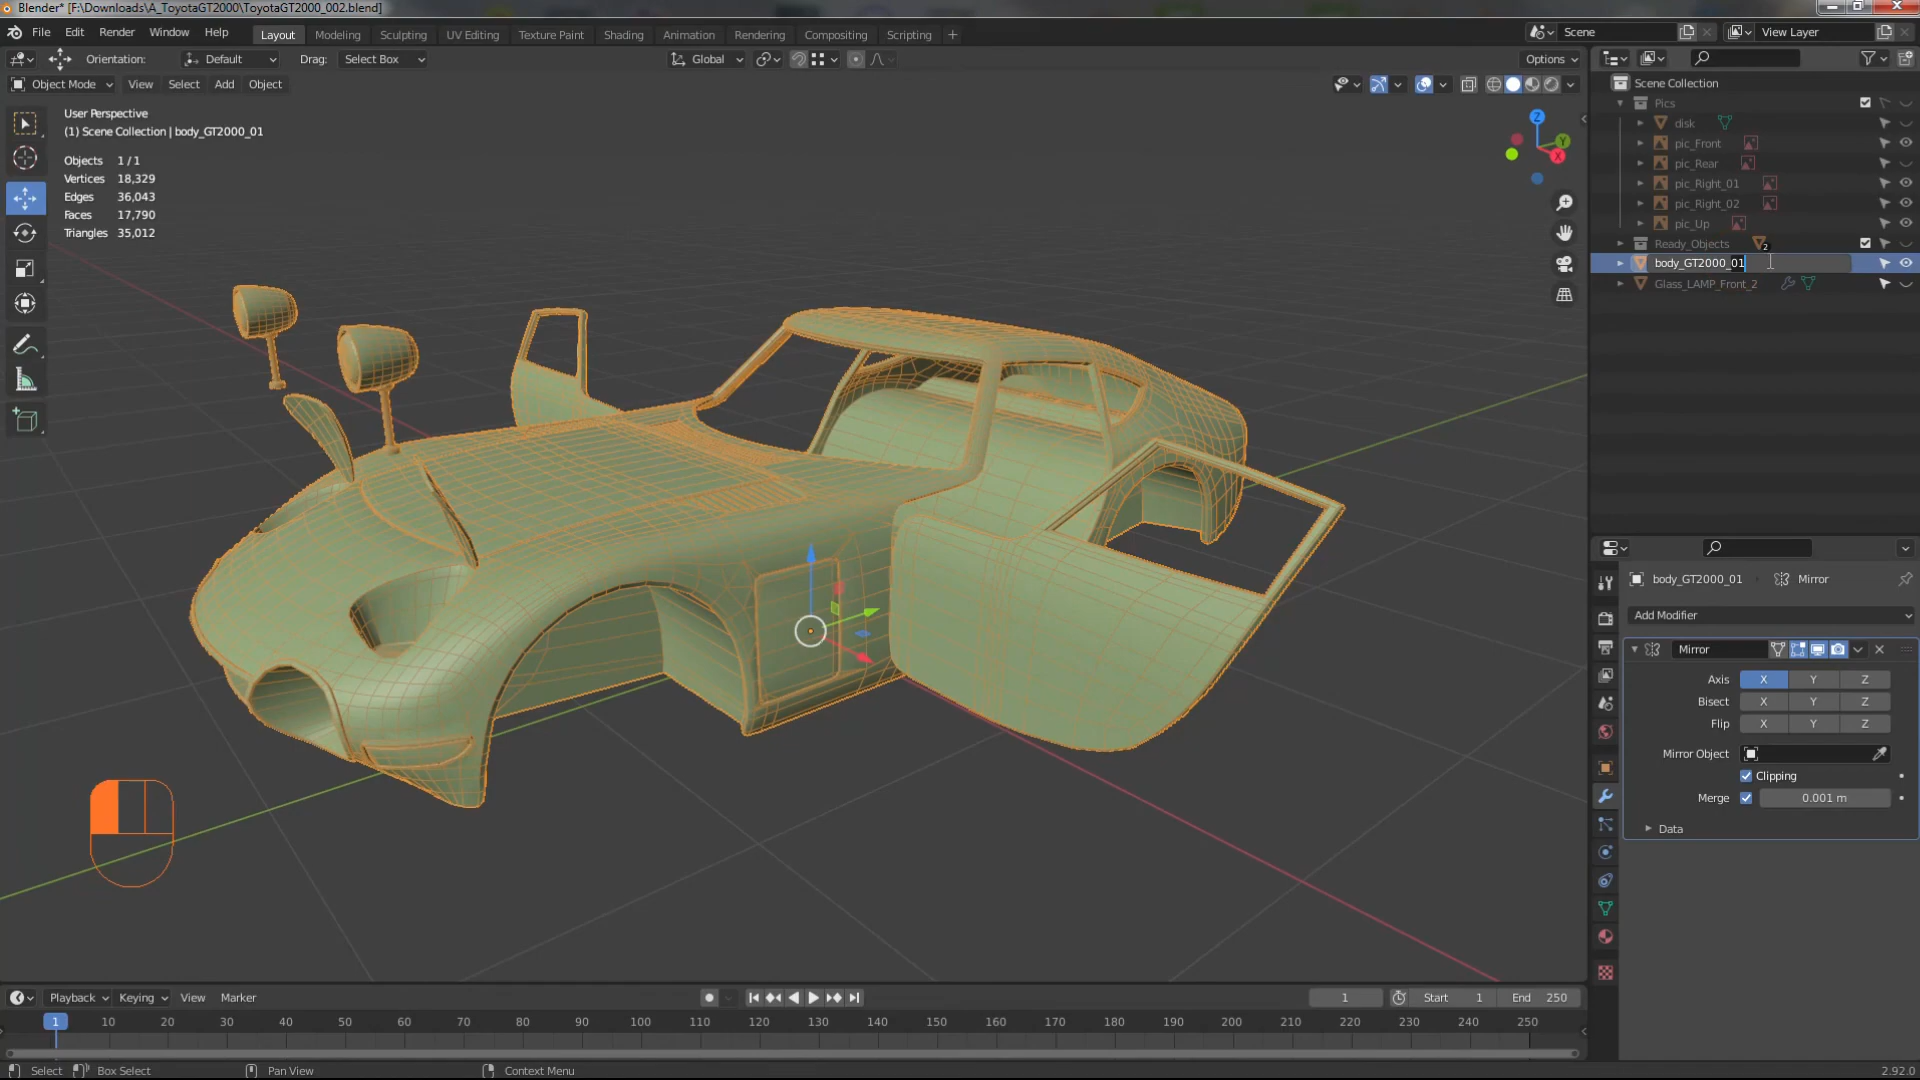 Blender* [F:\Downloads\A_ToyotaGT2000\ToyotaGT2000_002.blend]
File Edit Render Window Help Layout Modeling Sculpting UV Editing Texture Paint Shading Animation Rendering Compositing Scripting + Scene View Layer
Orientation: Default Drag: Select Box Global Options
Object Mode View Select Add Object
User Perspective
(1) Scene Collection | body_GT2000_01
Objects 1 / 1
Vertices 18,329
Edges 36,043
Faces 17,790
Triangles 35,012
Z
Y
X
Scene Collection
Pics
disk
pic_Front
pic_Rear
pic_Right_01
pic_Right_02
pic_Up
Ready_Objects 2
body_GT2000_01
Glass_LAMP_Front_2
body_GT2000_01 Mirror
Add Modifier
Mirror
Axis X Y Z
Bisect X Y Z
Flip X Y Z
Mirror Object
Clipping
Merge 0.001 m
Data
Playback Keying View Marker 1 Start 1 End 250
1 10 20 30 40 50 60 70 80 90 100 110 120 130 140 150 160 170 180 190 200 210 220 230 240 250
Select Box Select Pan View Context Menu 2.92.0